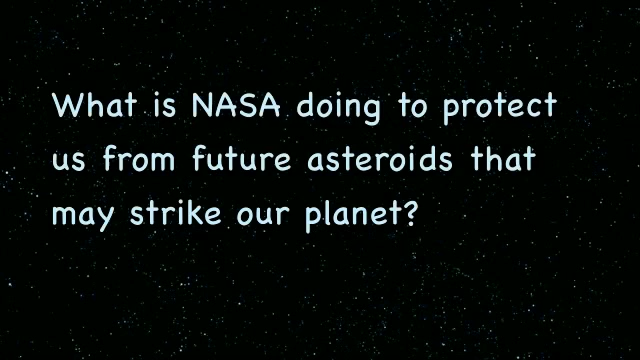 What is NASA doing to protect
us from future asteroids that
may strike our planet?